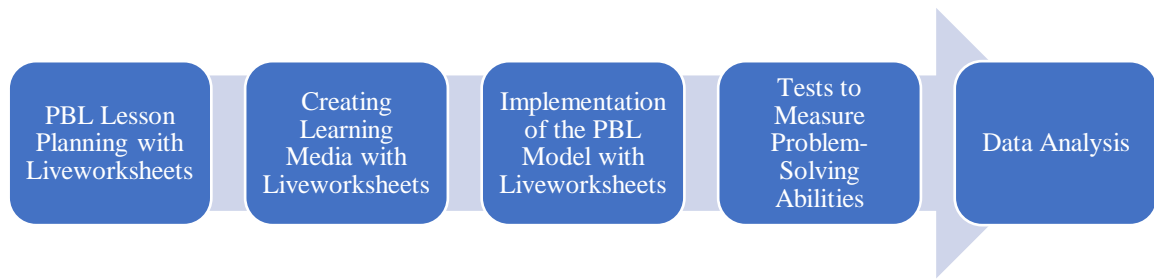 PBL Lesson
Planning with
Liveworksheets
Creating
Learning
Media with
Liveworksheets
Implementation
of the PBL
Model with
Liveworksheets
Tests to
Measure
Problem-
Solving
Abilities
Data Analysis